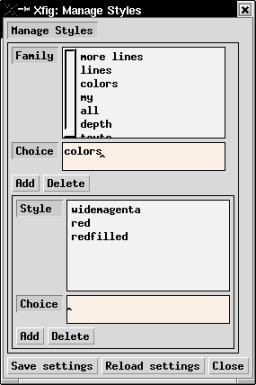 Xfig: Manage Styles
Manage Styles
Family
more lines
lines
colors
my
all
depth
Choice
colors
Add Delete
Style
widemagenta
red
redfilled
Choice
Add Delete
Save settings Reload settings Close